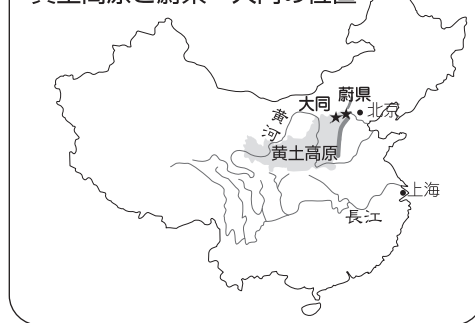 黄土高原と蔚県・大同の位置
大同
蔚県
北京
黄河
黄土高原
上海
長江